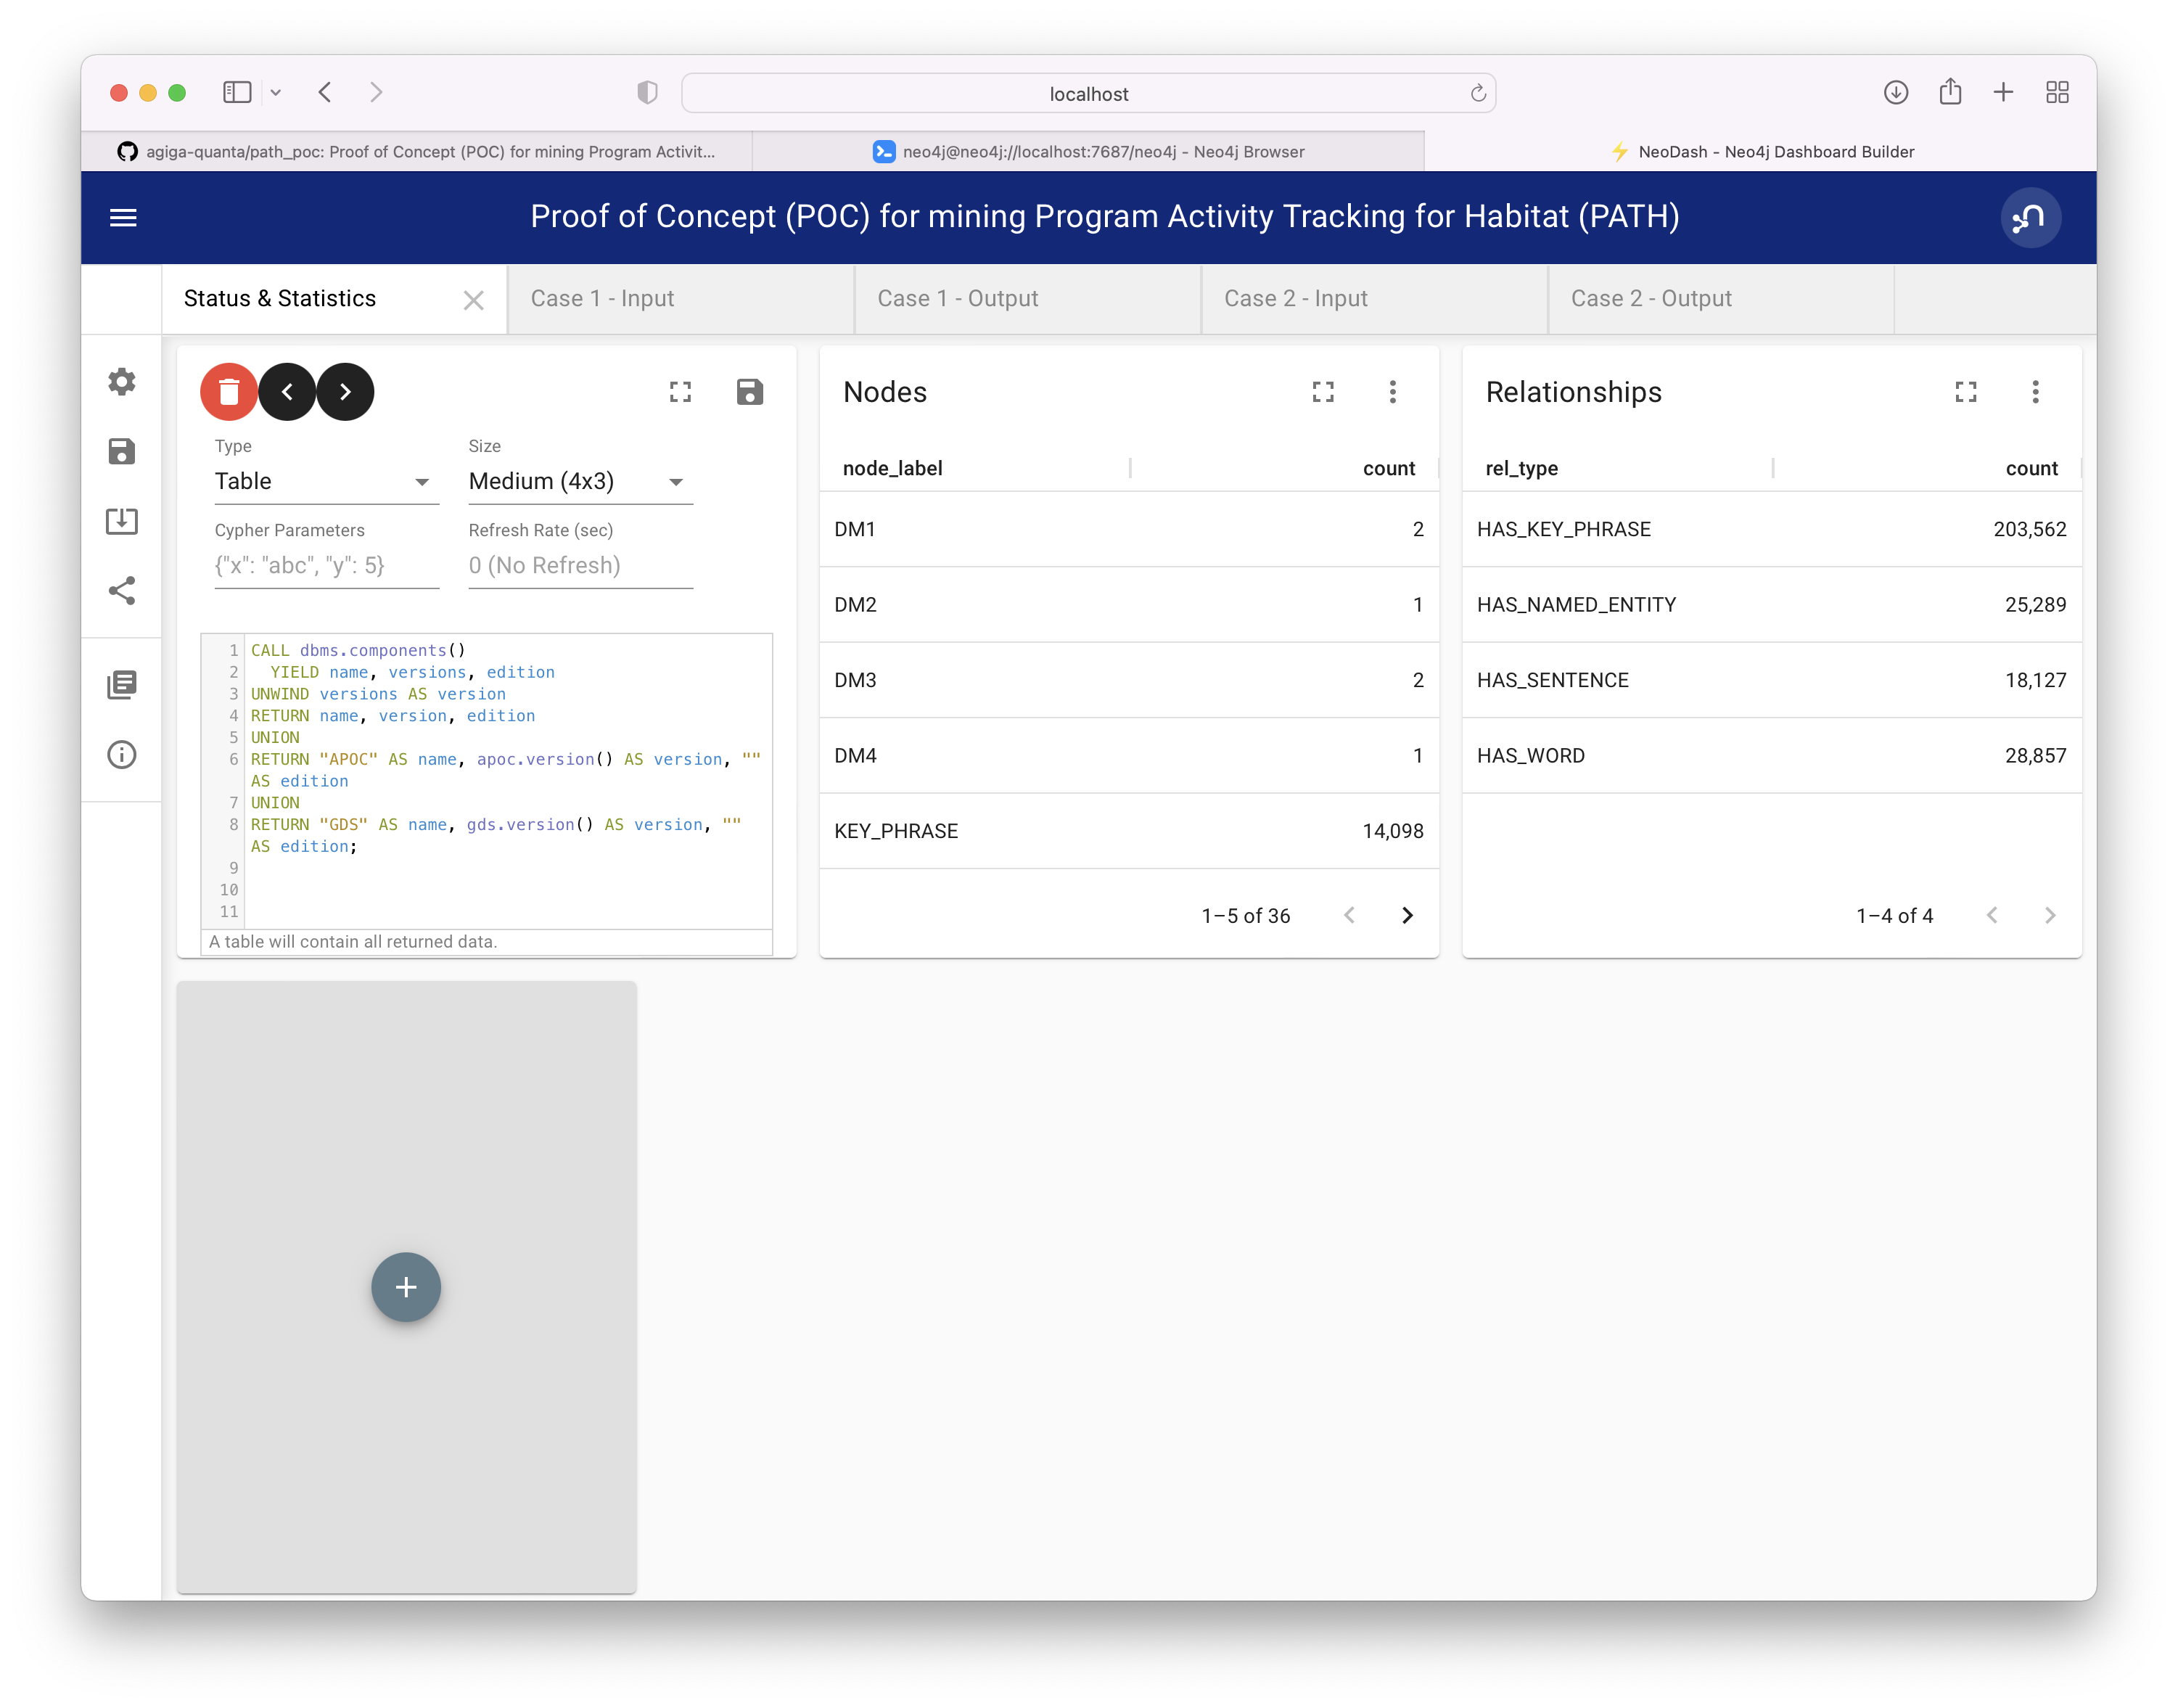 localhost
agiga-quanta/path_poc: Proof of Concept (POC) for mining Program Activit...
neo4j@neo4j://localhost:7687/neo4j - Neo4j Browser
NeoDash - Neo4j Dashboard Builder
Proof of Concept (POC) for mining Program Activity Tracking for Habitat (PATH)
Status & Statistics
Case 1 - Input
Case 1 - Output
Case 2 - Input
Case 2 - Output
Type
Size
Table
Medium (4x3)
Cypher Parameters
Refresh Rate (sec)
{"x": "abc", "y": 5}
0 (No Refresh)
1 CALL dbms.components()
2 YIELD name, versions, edition
3 UNWIND versions AS version
4 RETURN name, version, edition
5 UNION
6 RETURN "APOC" AS name, apoc.version() AS version, ""
AS edition
7 UNION
8 RETURN "GDS" AS name, gds.version() AS version, ""
AS edition;
9
10
11
A table will contain all returned data.
Nodes
node_label count
DM1 2
DM2 1
DM3 2
DM4 1
KEY_PHRASE 14,098
1–5 of 36
Relationships
rel_type count
HAS_KEY_PHRASE 203,562
HAS_NAMED_ENTITY 25,289
HAS_SENTENCE 18,127
HAS_WORD 28,857
1–4 of 4